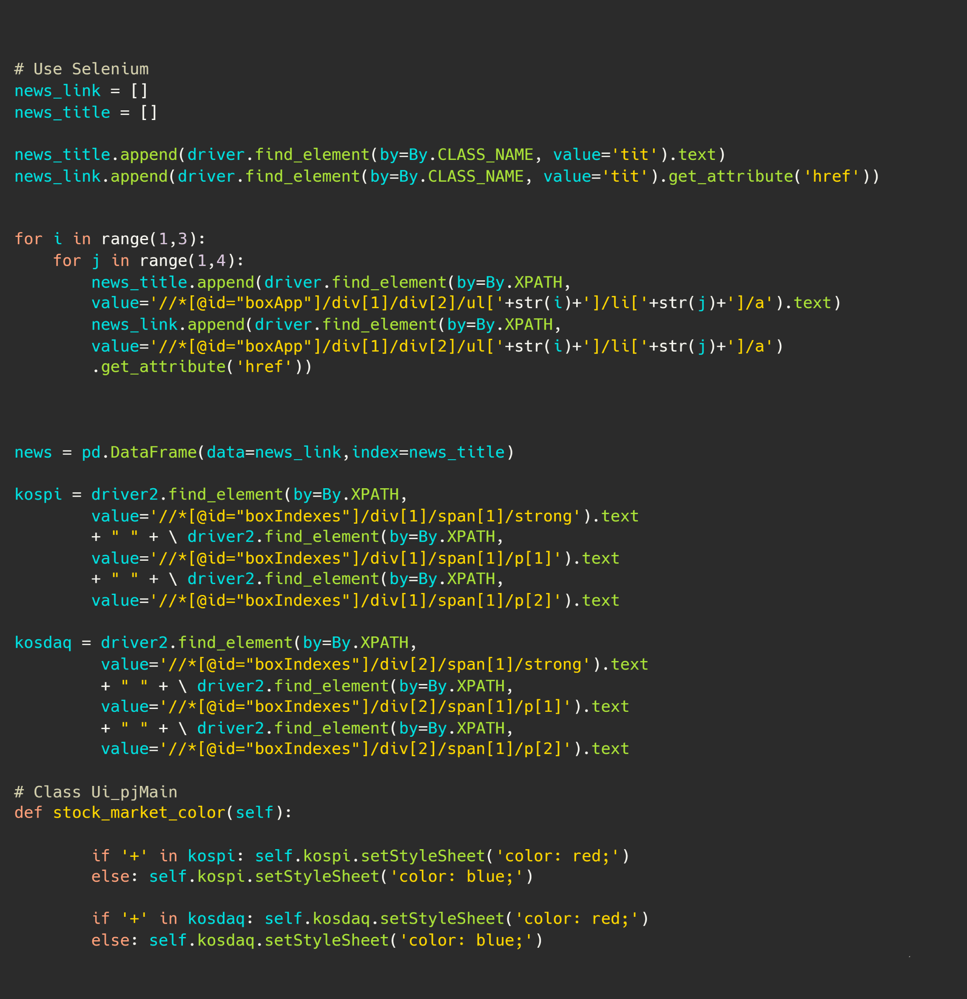 # Use Selenium
news_link = []
news_title = []

news_title.append(driver.find_element(by=By.CLASS_NAME, value='tit').text)
news_link.append(driver.find_element(by=By.CLASS_NAME, value='tit').get_attribute('href'))

for i in range(1,3):
    for j in range(1,4):
        news_title.append(driver.find_element(by=By.XPATH,
        value='//*[@id="boxApp"]/div[1]/div[2]/ul['+str(i)+']/li['+str(j)+']/a').text)
        news_link.append(driver.find_element(by=By.XPATH,
        value='//*[@id="boxApp"]/div[1]/div[2]/ul['+str(i)+']/li['+str(j)+']/a')
        .get_attribute('href'))

news = pd.DataFrame(data=news_link,index=news_title)

kospi = driver2.find_element(by=By.XPATH,
        value='//*[@id="boxIndexes"]/div[1]/span[1]/strong').text
        + " " + \ driver2.find_element(by=By.XPATH,
        value='//*[@id="boxIndexes"]/div[1]/span[1]/p[1]').text
        + " " + \ driver2.find_element(by=By.XPATH,
        value='//*[@id="boxIndexes"]/div[1]/span[1]/p[2]').text

kosdaq = driver2.find_element(by=By.XPATH,
         value='//*[@id="boxIndexes"]/div[2]/span[1]/strong').text
         + " " + \ driver2.find_element(by=By.XPATH,
         value='//*[@id="boxIndexes"]/div[2]/span[1]/p[1]').text
         + " " + \ driver2.find_element(by=By.XPATH,
         value='//*[@id="boxIndexes"]/div[2]/span[1]/p[2]').text

# Class Ui_pjMain
def stock_market_color(self):

        if '+' in kospi: self.kospi.setStyleSheet('color: red;')
        else: self.kospi.setStyleSheet('color: blue;')

        if '+' in kosdaq: self.kosdaq.setStyleSheet('color: red;')
        else: self.kosdaq.setStyleSheet('color: blue;')